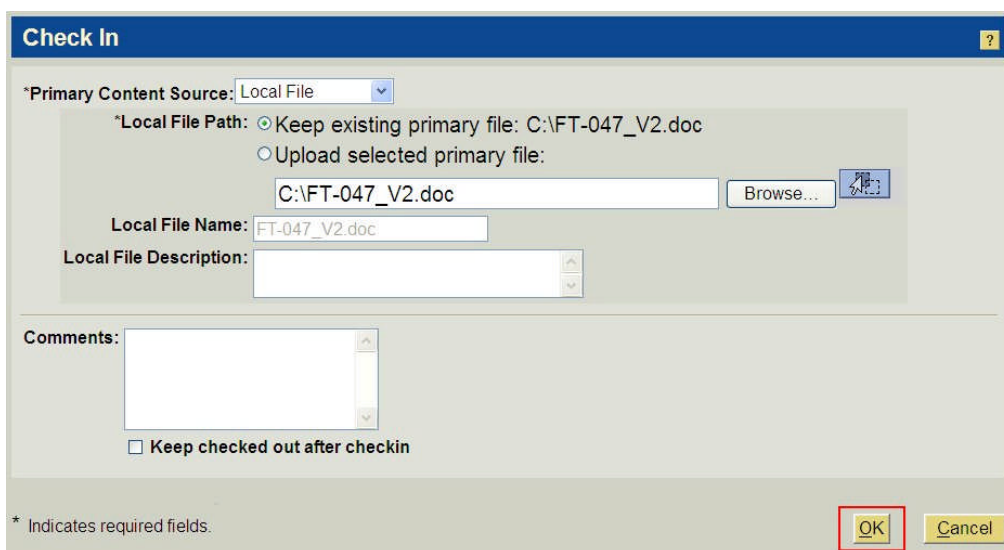 Check In
?
*Primary Content Source: Local File
*Local File Path: Keep existing primary file: C:\FT-047_V2.doc
Upload selected primary file:
C:\FT-047_V2.doc Browse...
Local File Name: FT-047_V2.doc
Local File Description:
Comments:
Keep checked out after checkin
* Indicates required fields. OK Cancel